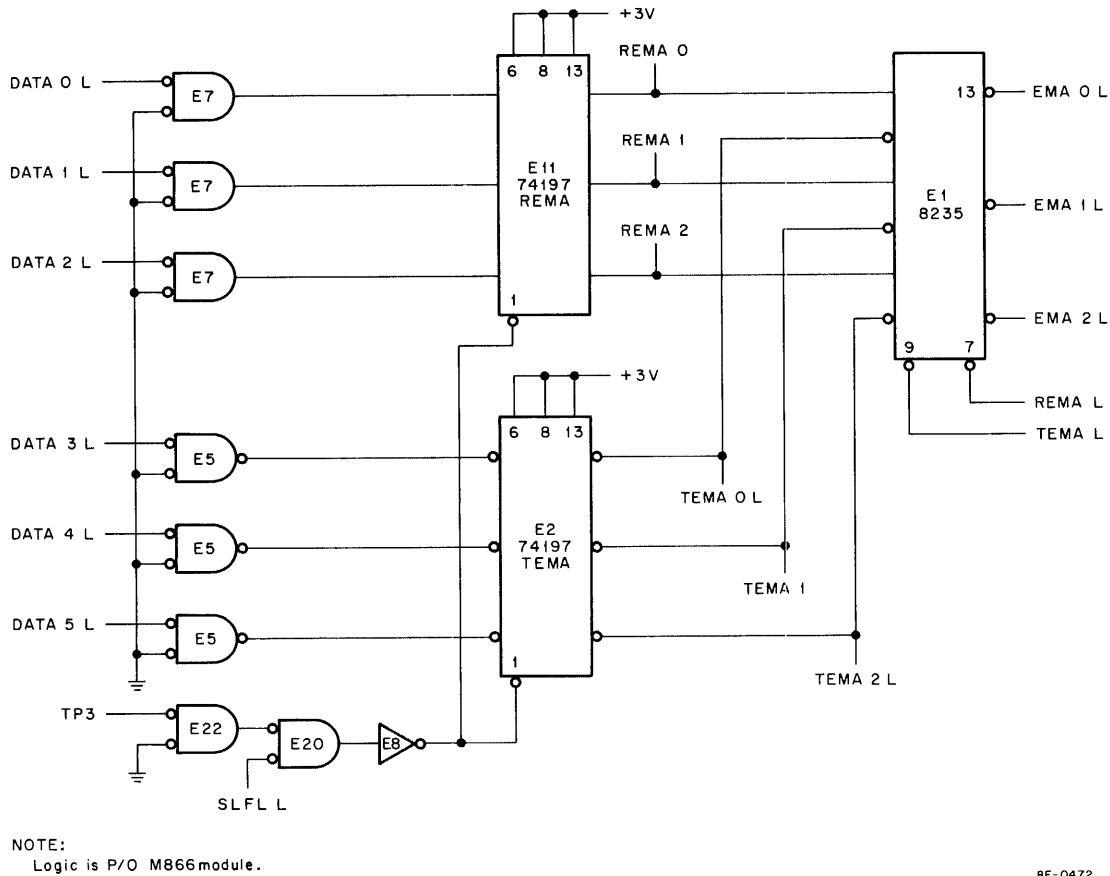 +3V
6 8 13
REMA 0
DATA 0 L
E7
13
EMA 0 L
REMA 1
DATA 1 L
E7
E11
74197
REMA
E1
8235
EMA 1 L
REMA 2
DATA 2 L
E7
1
EMA 2 L
9 7
+3V
REMA L
TEMA L
6 8 13
DATA 3 L
E5
TEMA 0 L
DATA 4 L
E5
E2
74197
TEMA
TEMA 1
DATA 5 L
E5
1
TEMA 2 L
TP3
E22
E20
E8
SLFL L
NOTE:
Logic is P/O M866 module.
8E-0472